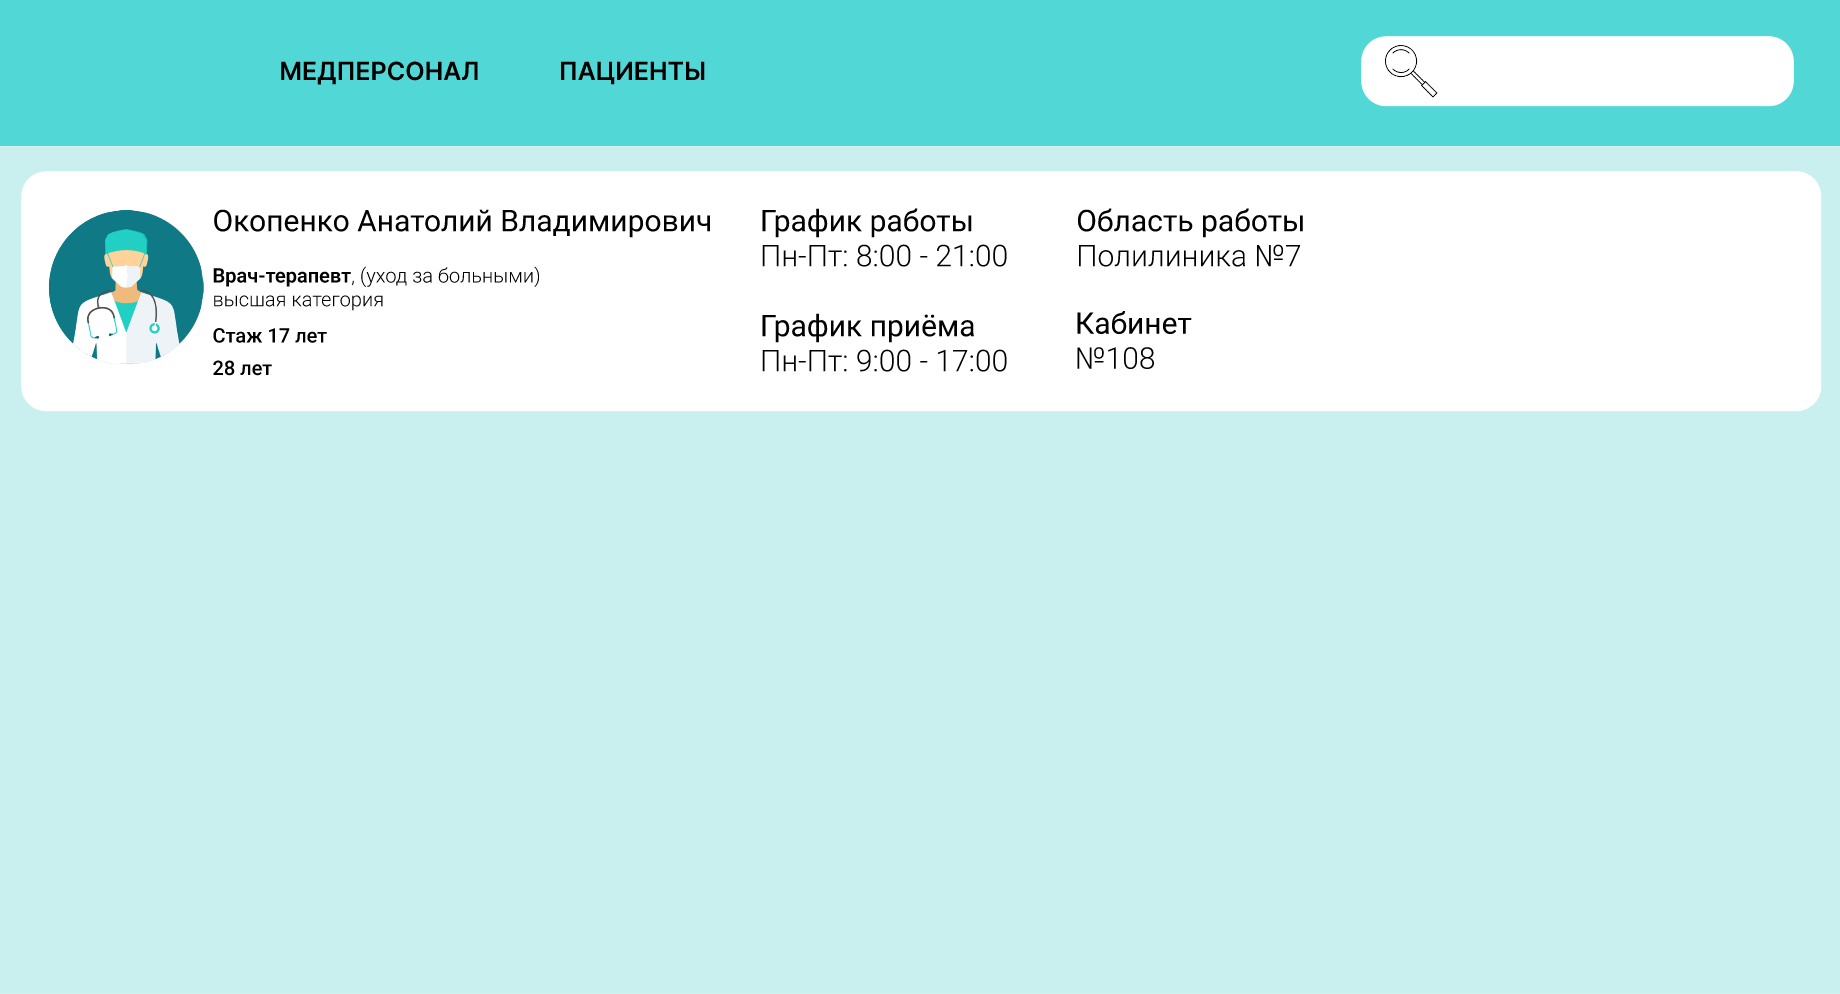 МЕДПЕРСОНАЛ
ПАЦИЕНТЫ
Окопенко Анатолий Владимирович
Врач-терапевт, (уход за больными)
высшая категория
Стаж 17 лет
28 лет
График работы
Пн-Пт: 8:00 - 21:00
График приёма
Пн-Пт: 9:00 - 17:00
Область работы
Полилиника №7
Кабинет
№108